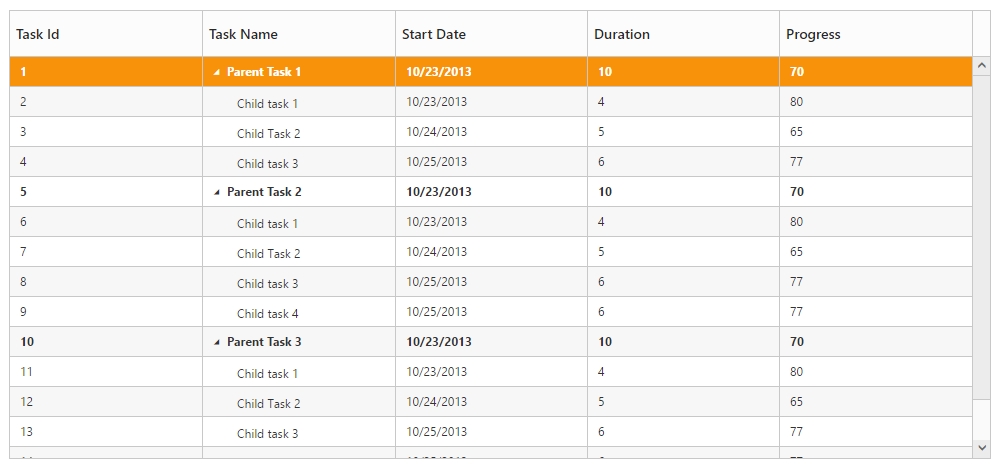 Task Id Task Name Start Date Duration Progress
1 Parent Task 1 10/23/2013 10 70
2 Child task 1 10/23/2013 4 80
3 Child Task 2 10/24/2013 5 65
4 Child task 3 10/25/2013 6 77
5 Parent Task 2 10/23/2013 10 70
6 Child task 1 10/23/2013 4 80
7 Child Task 2 10/24/2013 5 65
8 Child task 3 10/25/2013 6 77
9 Child task 4 10/25/2013 6 77
10 Parent Task 3 10/23/2013 10 70
11 Child task 1 10/23/2013 4 80
12 Child Task 2 10/24/2013 5 65
13 Child task 3 10/25/2013 6 77